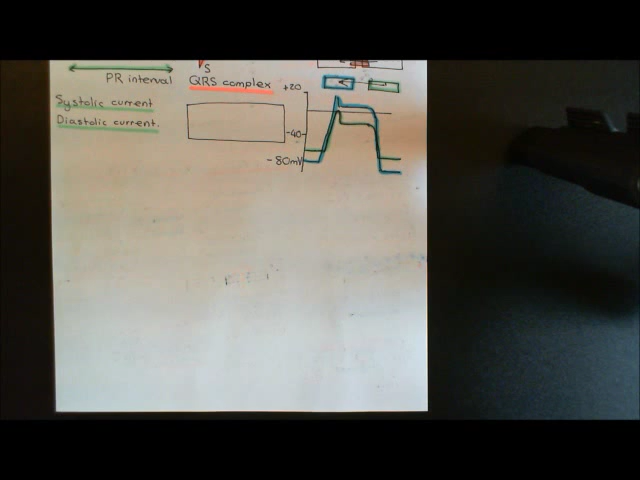 S
PR interval
QRS complex
+20
Systolic current
Diastolic current.
-40
-80mV